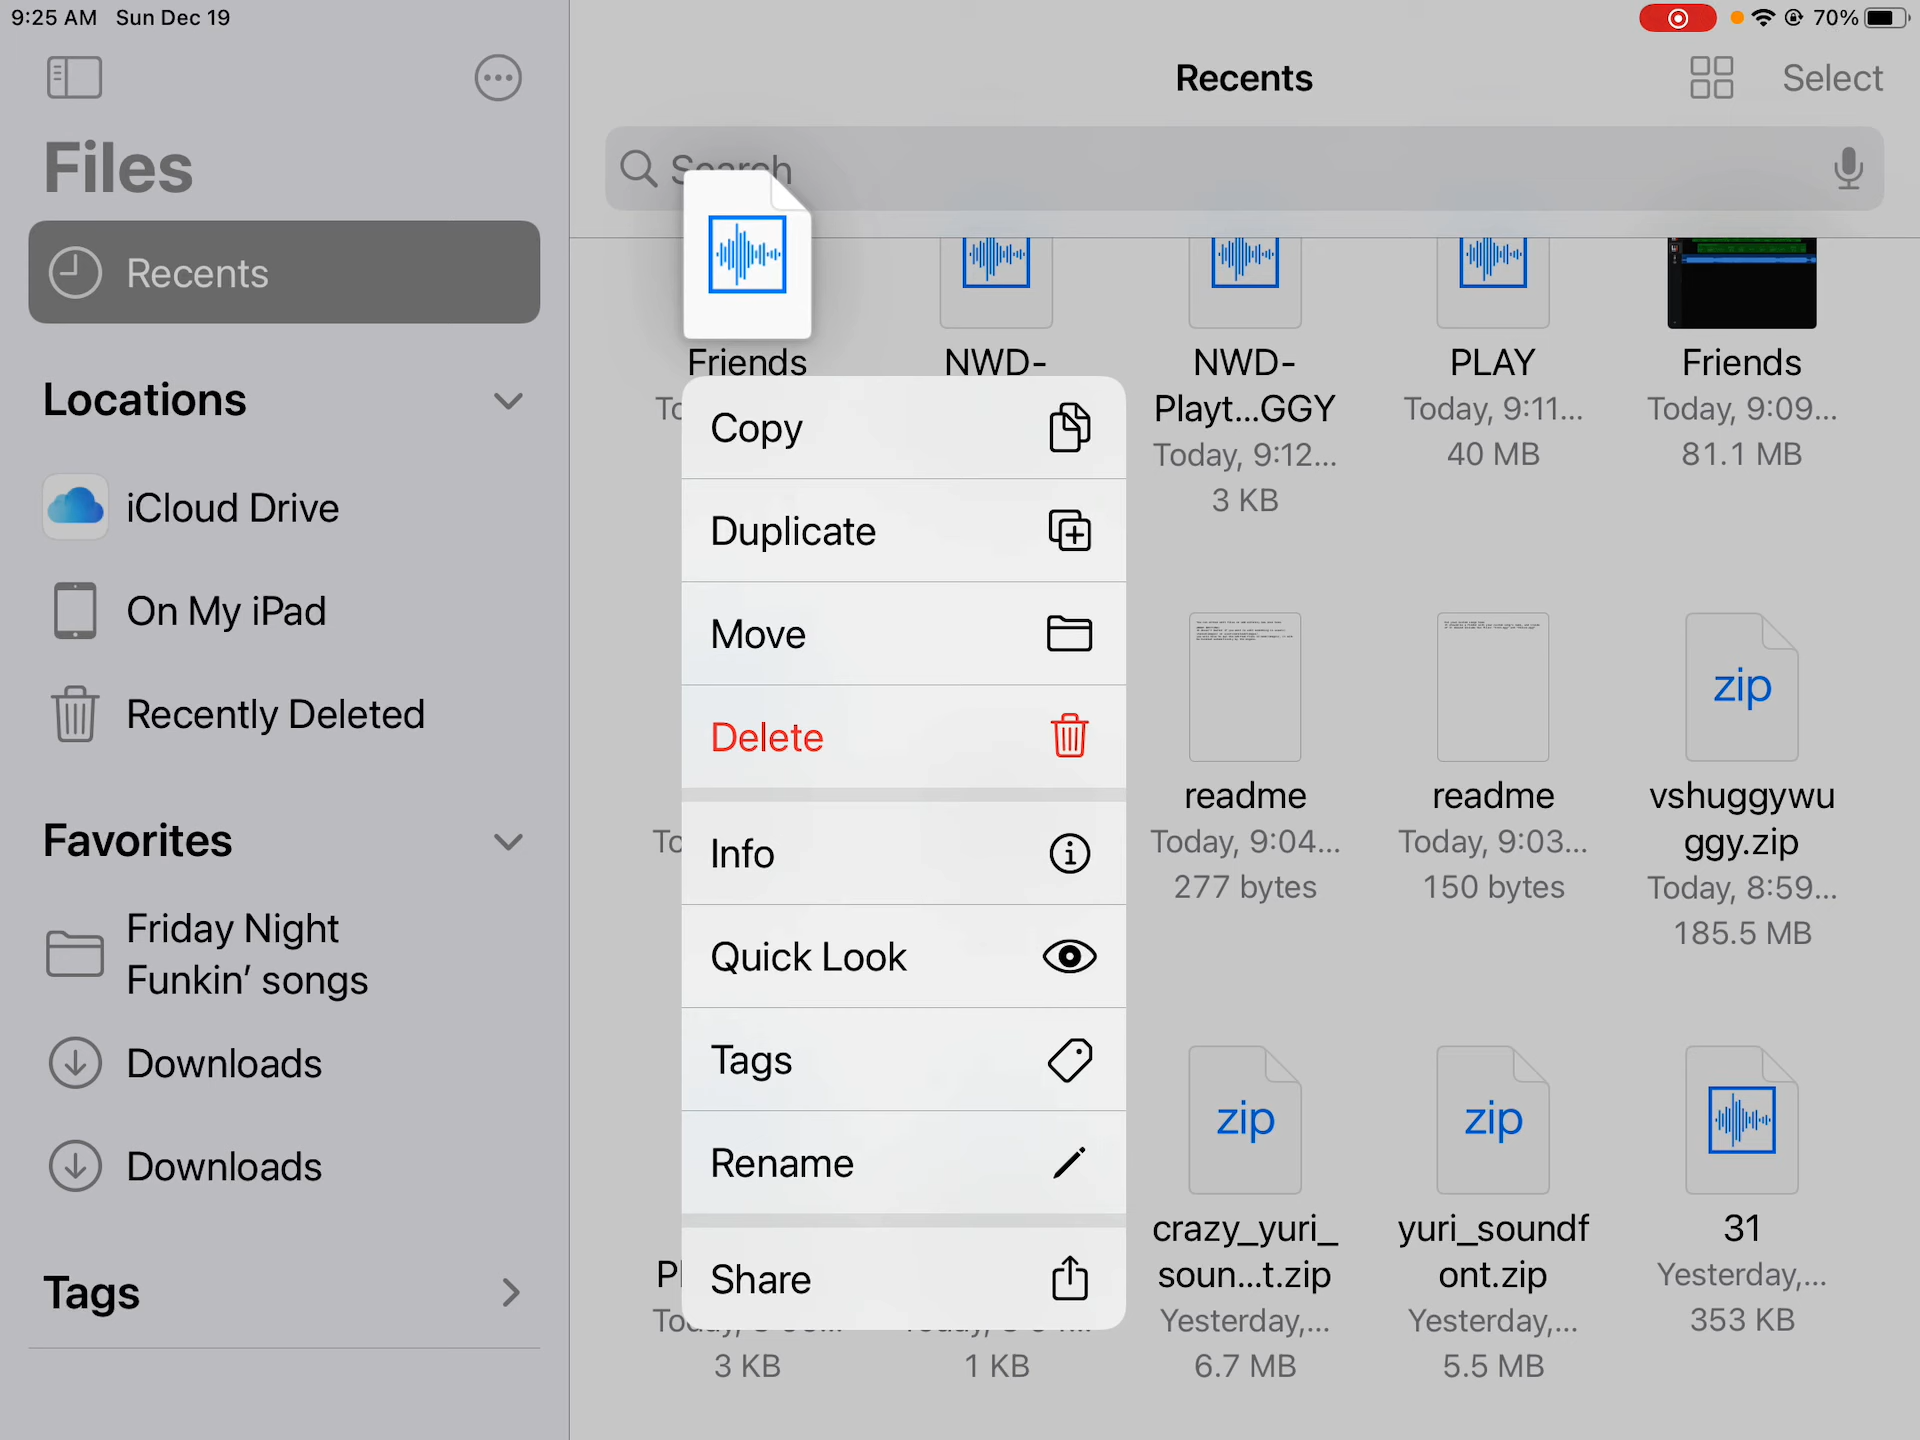 9:25 AM Sun Dec 19
70%
Files
Recents
Locations
iCloud Drive
On My iPad
Recently Deleted
Favorites
Friday Night
Funkin’ songs
Downloads
Downloads
Tags
Recents
Select
Search
Friends
NWD-
NWD-
Playt...GGY
Today, 9:12...
3 KB
PLAY
Today, 9:11...
40 MB
Friends
Today, 9:09...
81.1 MB
Copy
Duplicate
Move
Delete
Info
Quick Look
Tags
Rename
Share
readme
Today, 9:04...
277 bytes
readme
Today, 9:03...
150 bytes
zip
vshuggywu
ggy.zip
Today, 8:59...
185.5 MB
3 KB
1 KB
zip
crazy_yuri_
soun...t.zip
Yesterday,...
6.7 MB
zip
yuri_soundf
ont.zip
Yesterday,...
5.5 MB
31
Yesterday,...
353 KB